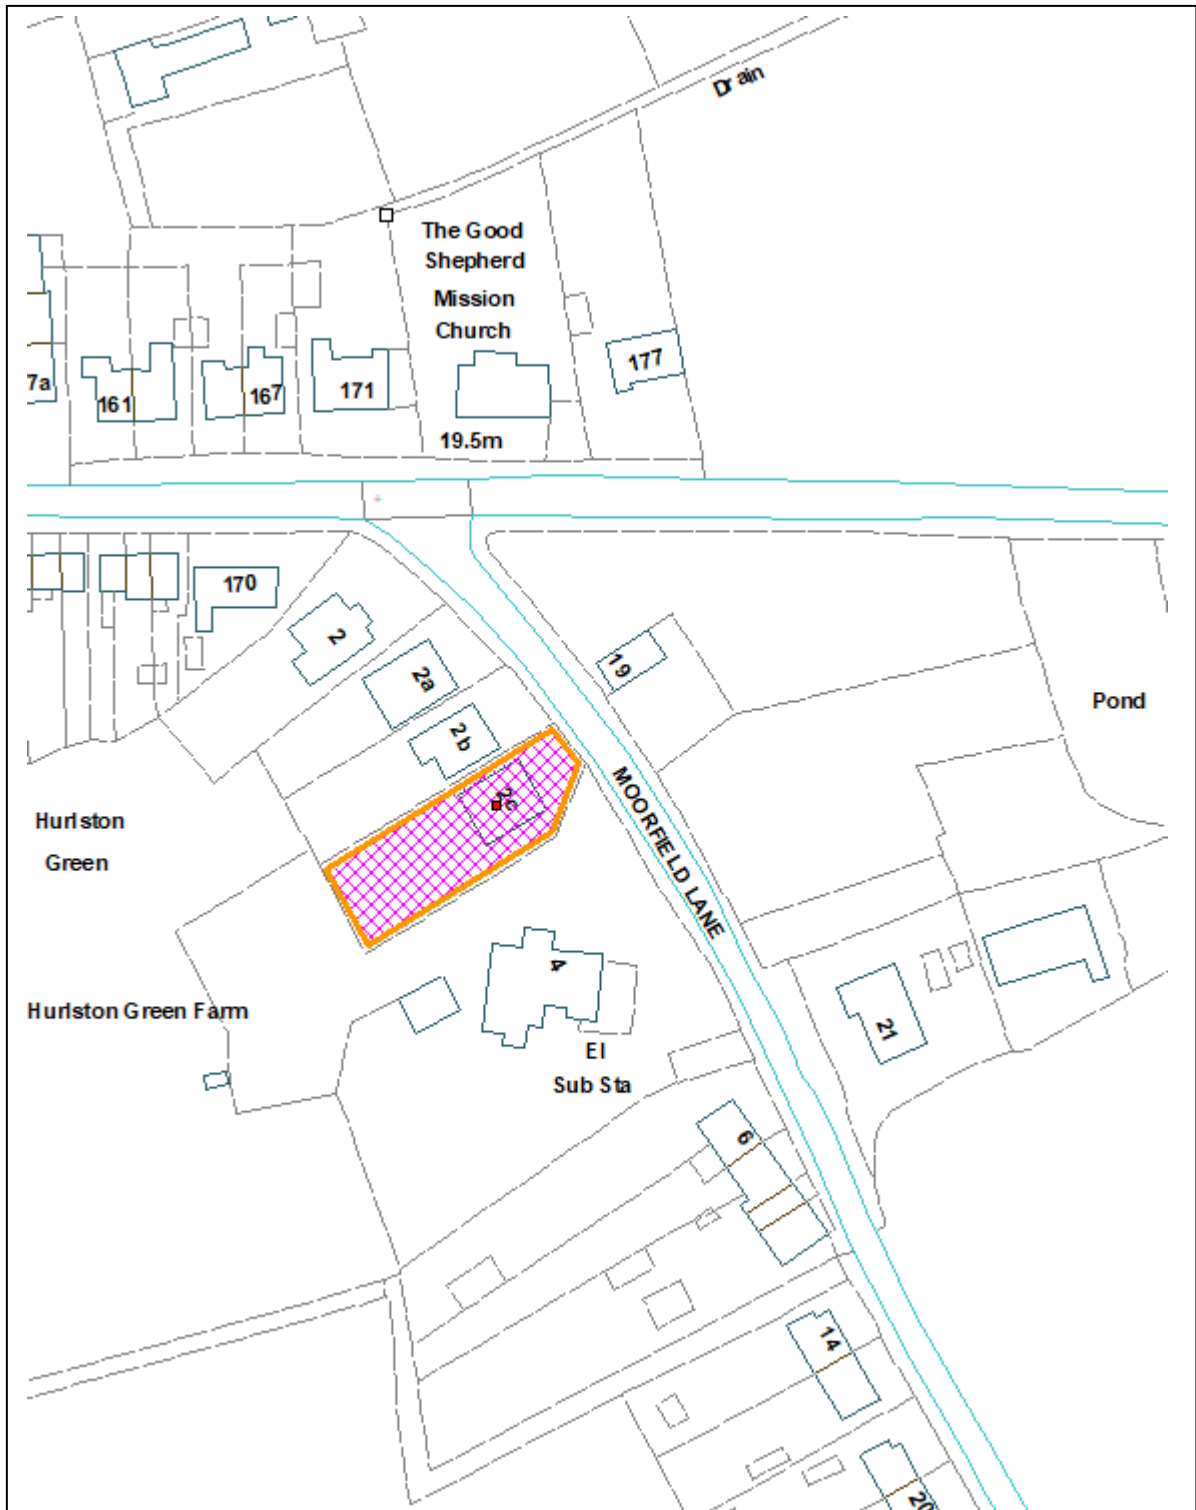 Drain
The Good
Shepherd
Mission
Church
177
7a
161
167
171
19.5m
170
2
2a
19
2b
Pond
2c
MOORFIELD LANE
Hurlston
Green
4
Hurlston Green Farm
21
El
Sub Sta
6
14
20